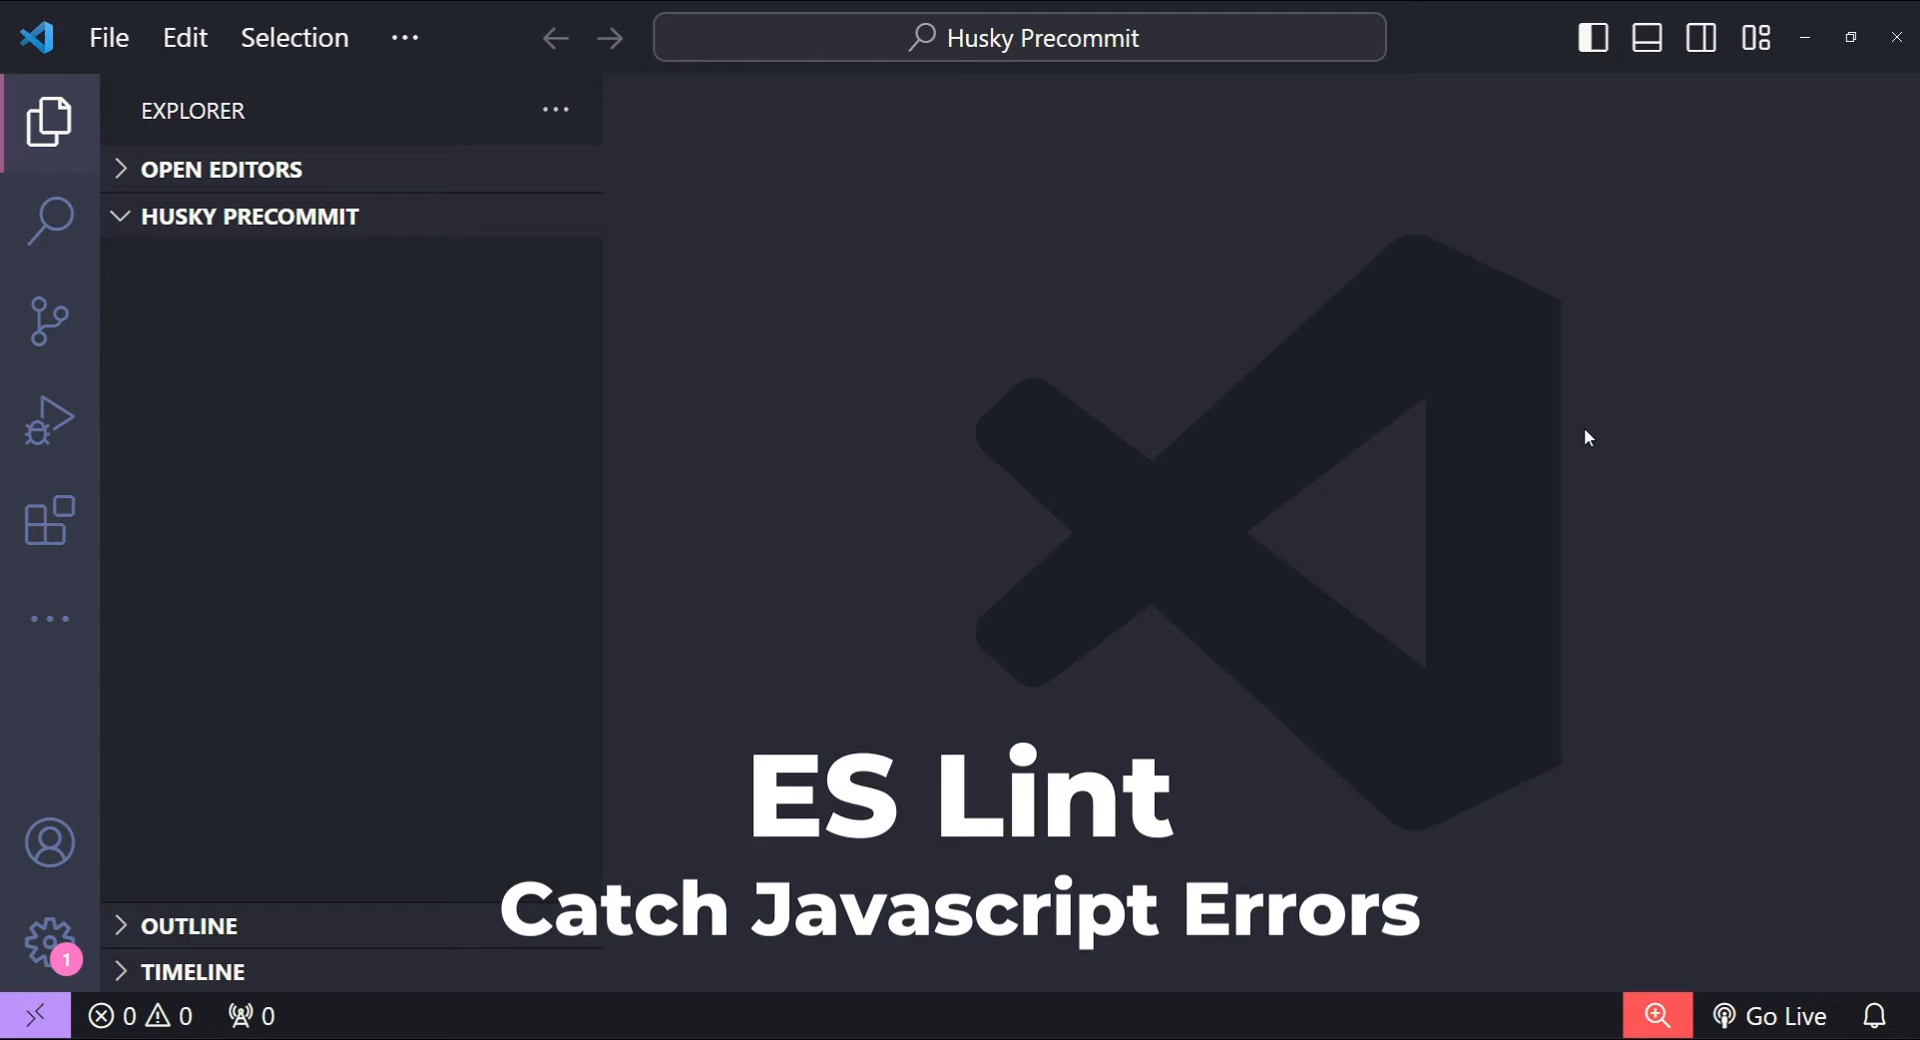 File Edit Selection ...
Husky Precommit
EXPLORER
OPEN EDITORS
HUSKY PRECOMMIT
ES Lint
Catch Javascript Errors
OUTLINE
1
TIMELINE
0 0 0
Go Live